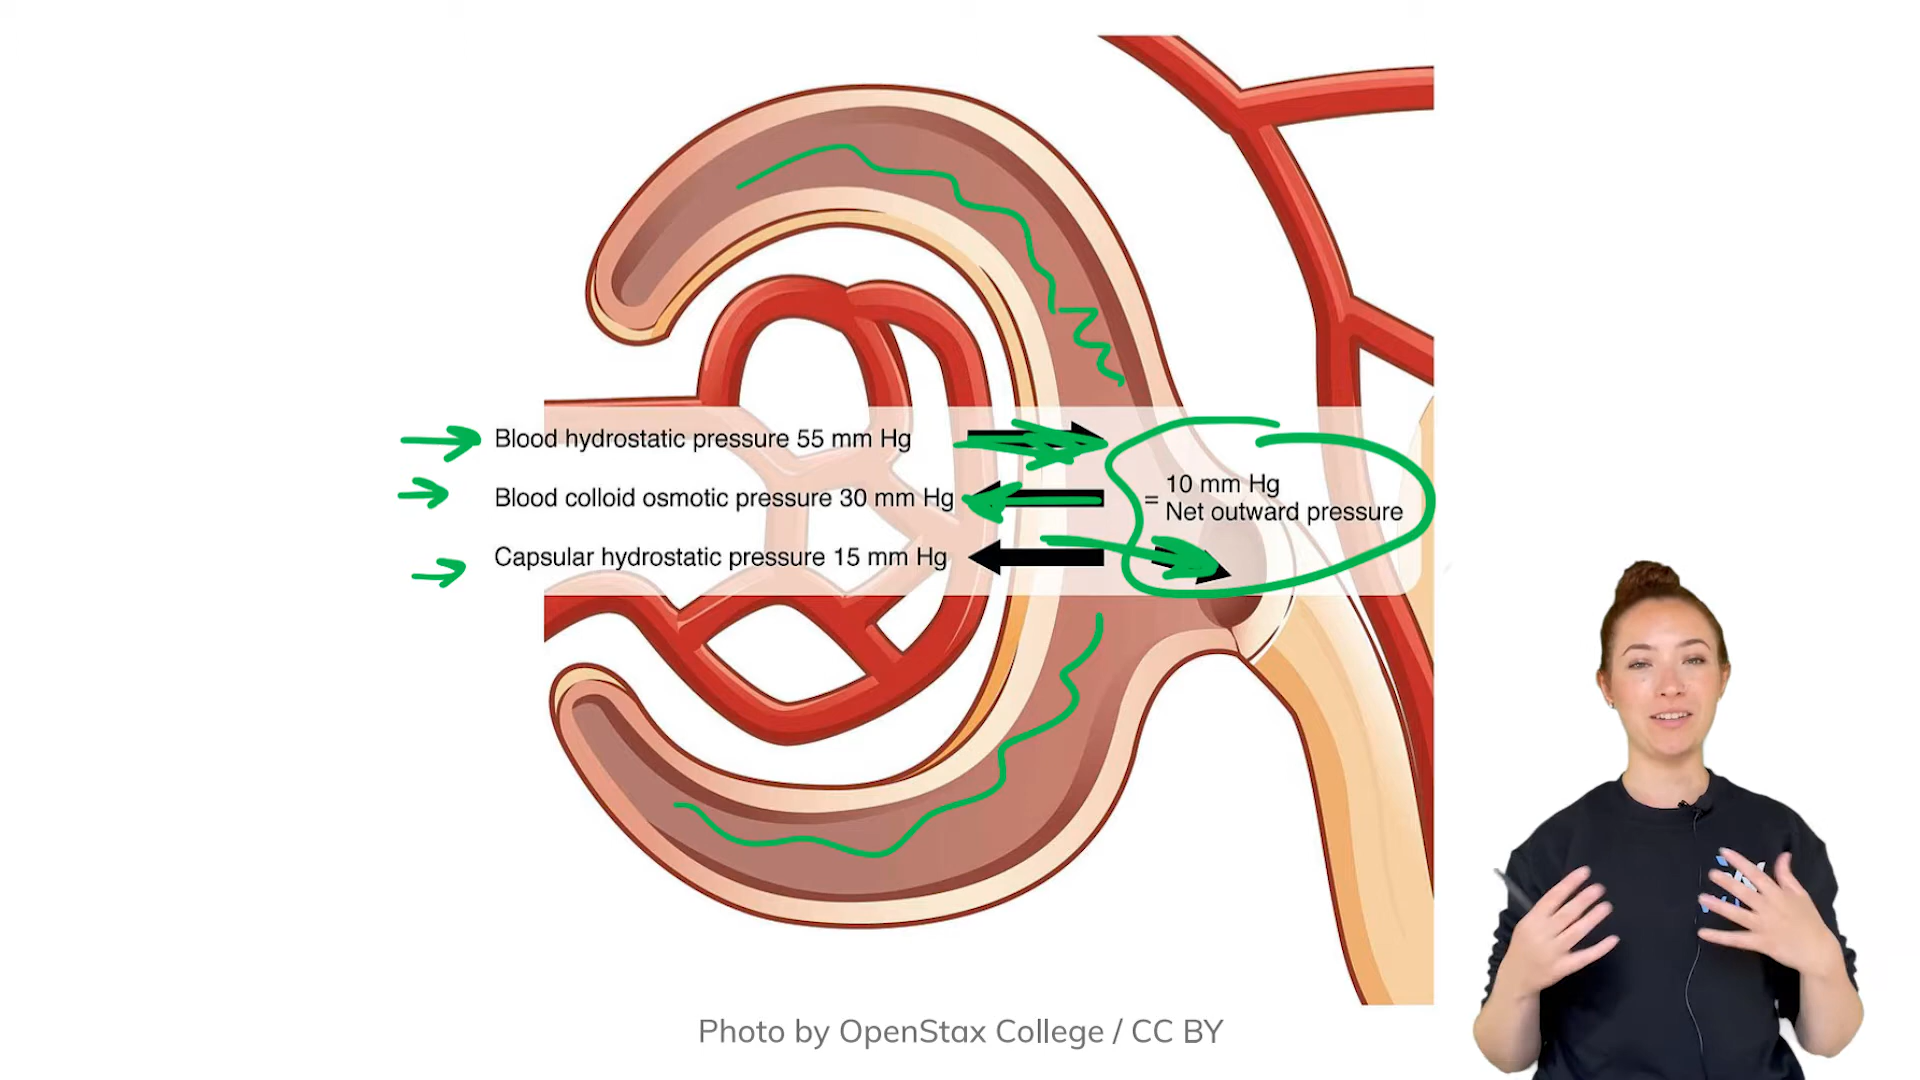 Blood hydrostatic pressure 55 mm Hg
Blood colloid osmotic pressure 30 mm Hg
Capsular hydrostatic pressure 15 mm Hg
= 10 mm Hg
Net outward pressure
Photo by OpenStax College / CC BY